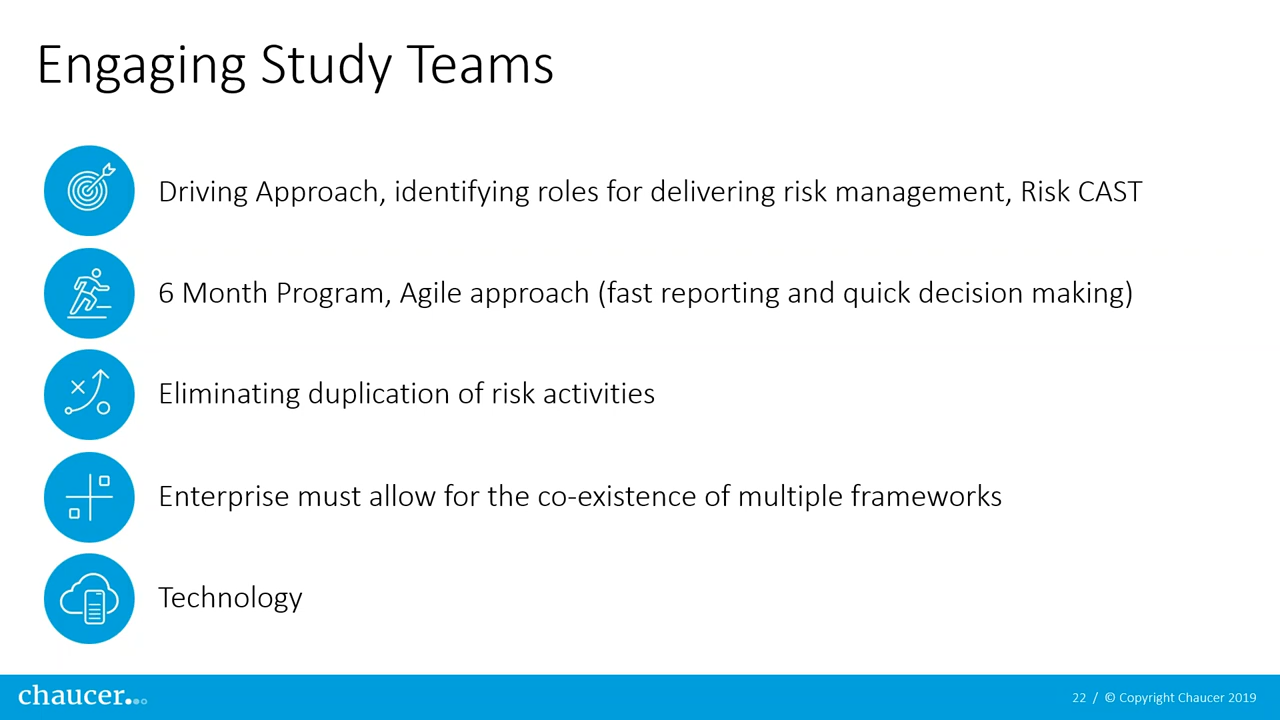 Engaging Study Teams
Driving Approach, identifying roles for delivering risk management, Risk CAST
6 Month Program, Agile approach (fast reporting and quick decision making)
Eliminating duplication of risk activities
Enterprise must allow for the co-existence of multiple frameworks
Technology
chaucer.
22 / © Copyright Chaucer 2019